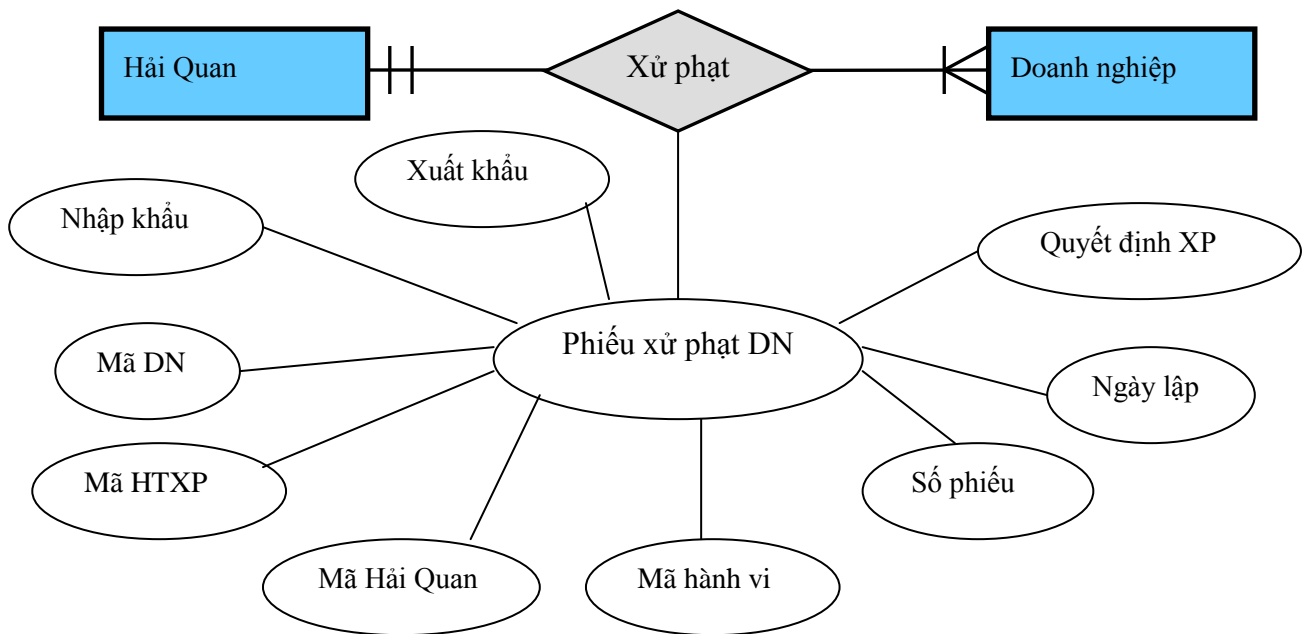 Hải Quan
Xử phạt
Doanh nghiệp
Xuất khẩu
Nhập khẩu
Quyết định XP
Phiếu xử phạt DN
Mã DN
Ngày lập
Mã HTXP
Số phiếu
Mã Hải Quan
Mã hành vi